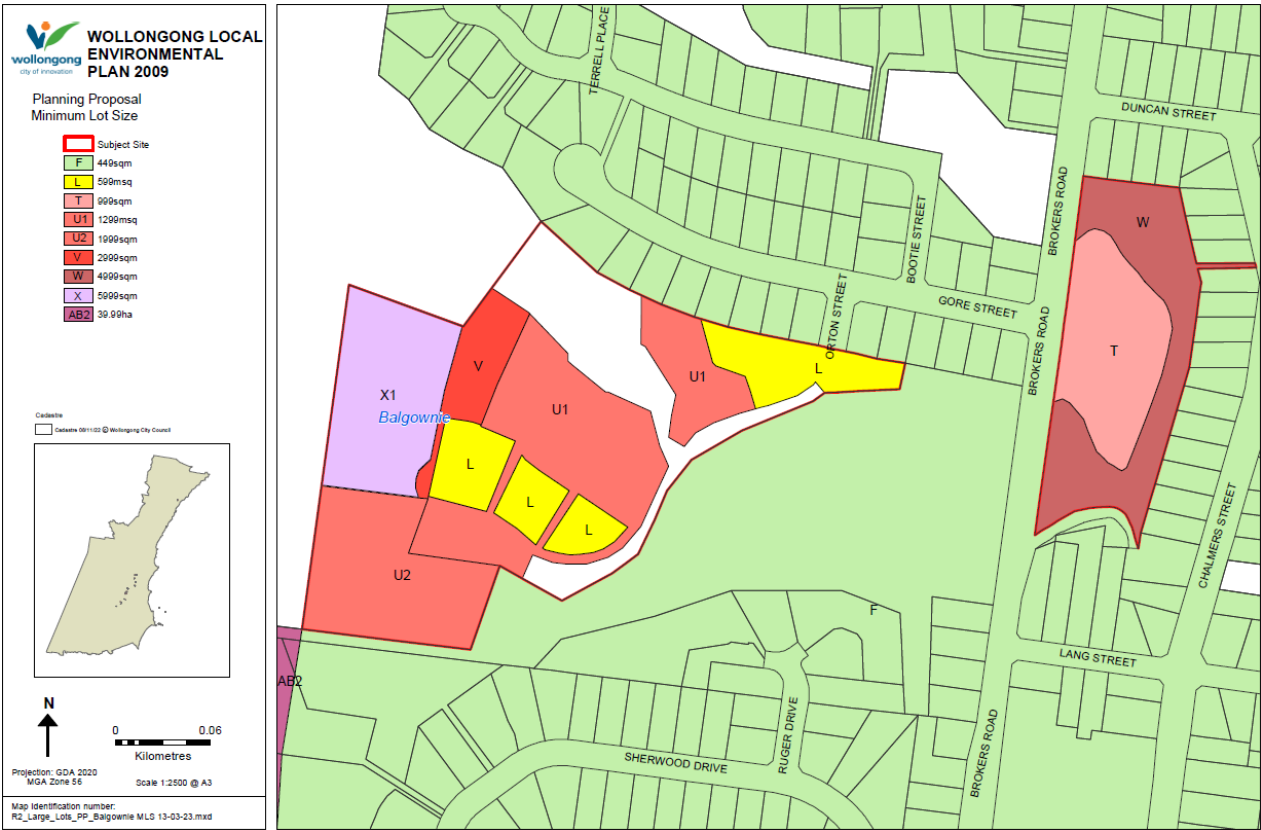 wollongong
city of innovation
WOLLONGONG LOCAL
ENVIRONMENTAL
PLAN 2009
Planning Proposal
Minimum Lot Size
Subject Site
F 449sqm
L 599msq
T 999sqm
U1 1299msq
U2 1999sqm
V 2999sqm
W 4999sqm
X 5999sqm
AB2 39.99ha
Cadastre
Cadastre 08/11/22 © Wollongong City Council
N
0 0.06
Kilometres
Projection: GDA 2020
MGA Zone 56
Scale 1:2500 @ A3
Map Identification number:
R2_Large_Lots_PP_Balgownie MLS 13-03-23.mxd
TERRELL PLACE
DUNCAN STREET
BROKERS ROAD
W
BOOTIE STREET
GORE STREET
ORTON STREET
BROKERS ROAD
T
V
U1
L
X1
U1
Balgownie
L
L
L
U2
F
CHALMERS STREET
LANG STREET
AB2
RUGER DRIVE
SHERWOOD DRIVE
BROKERS ROAD